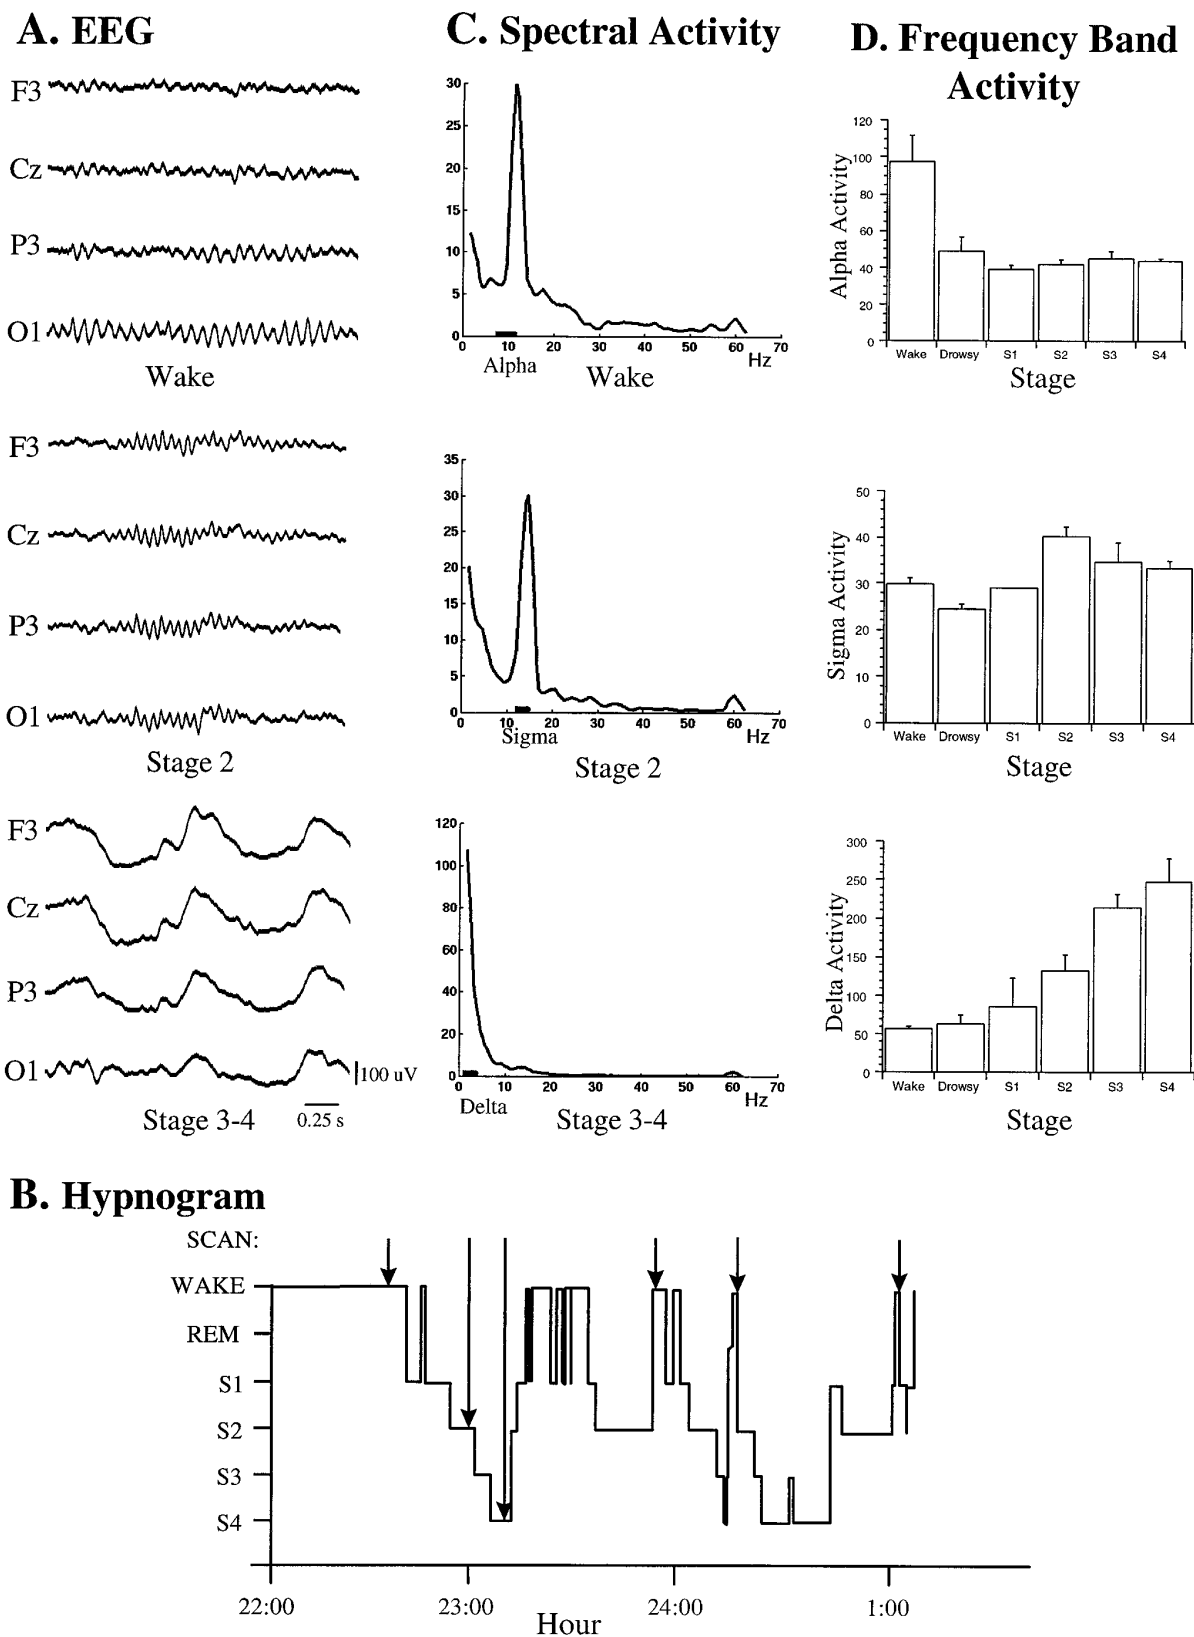 A. EEG
F3
Cz
P3
O1
Wake
F3
Cz
P3
O1
Stage 2
F3
Cz
P3
O1
100 uV
Stage 3-4
0.25 s
C. Spectral Activity
30
25
20
15
10
5
0
0 10 20 30 40 50 60 70
Hz
Alpha
Wake
35
30
25
20
15
10
5
0
0 10 20 30 40 50 60 70
Hz
Sigma
Stage 2
120
100
80
60
40
20
0
0 10 20 30 40 50 60 70
Hz
Delta
Stage 3-4
D. Frequency Band
Activity
Alpha Activity
120
100
80
60
40
20
0
Wake Drowsy S1 S2 S3 S4
Stage
Sigma Activity
50
40
30
20
10
0
Wake Drowsy S1 S2 S3 S4
Stage
Delta Activity
300
250
200
150
100
50
0
Wake Drowsy S1 S2 S3 S4
Stage
B. Hypnogram
SCAN:
WAKE
REM
S1
S2
S3
S4
22:00 23:00 24:00 1:00
Hour